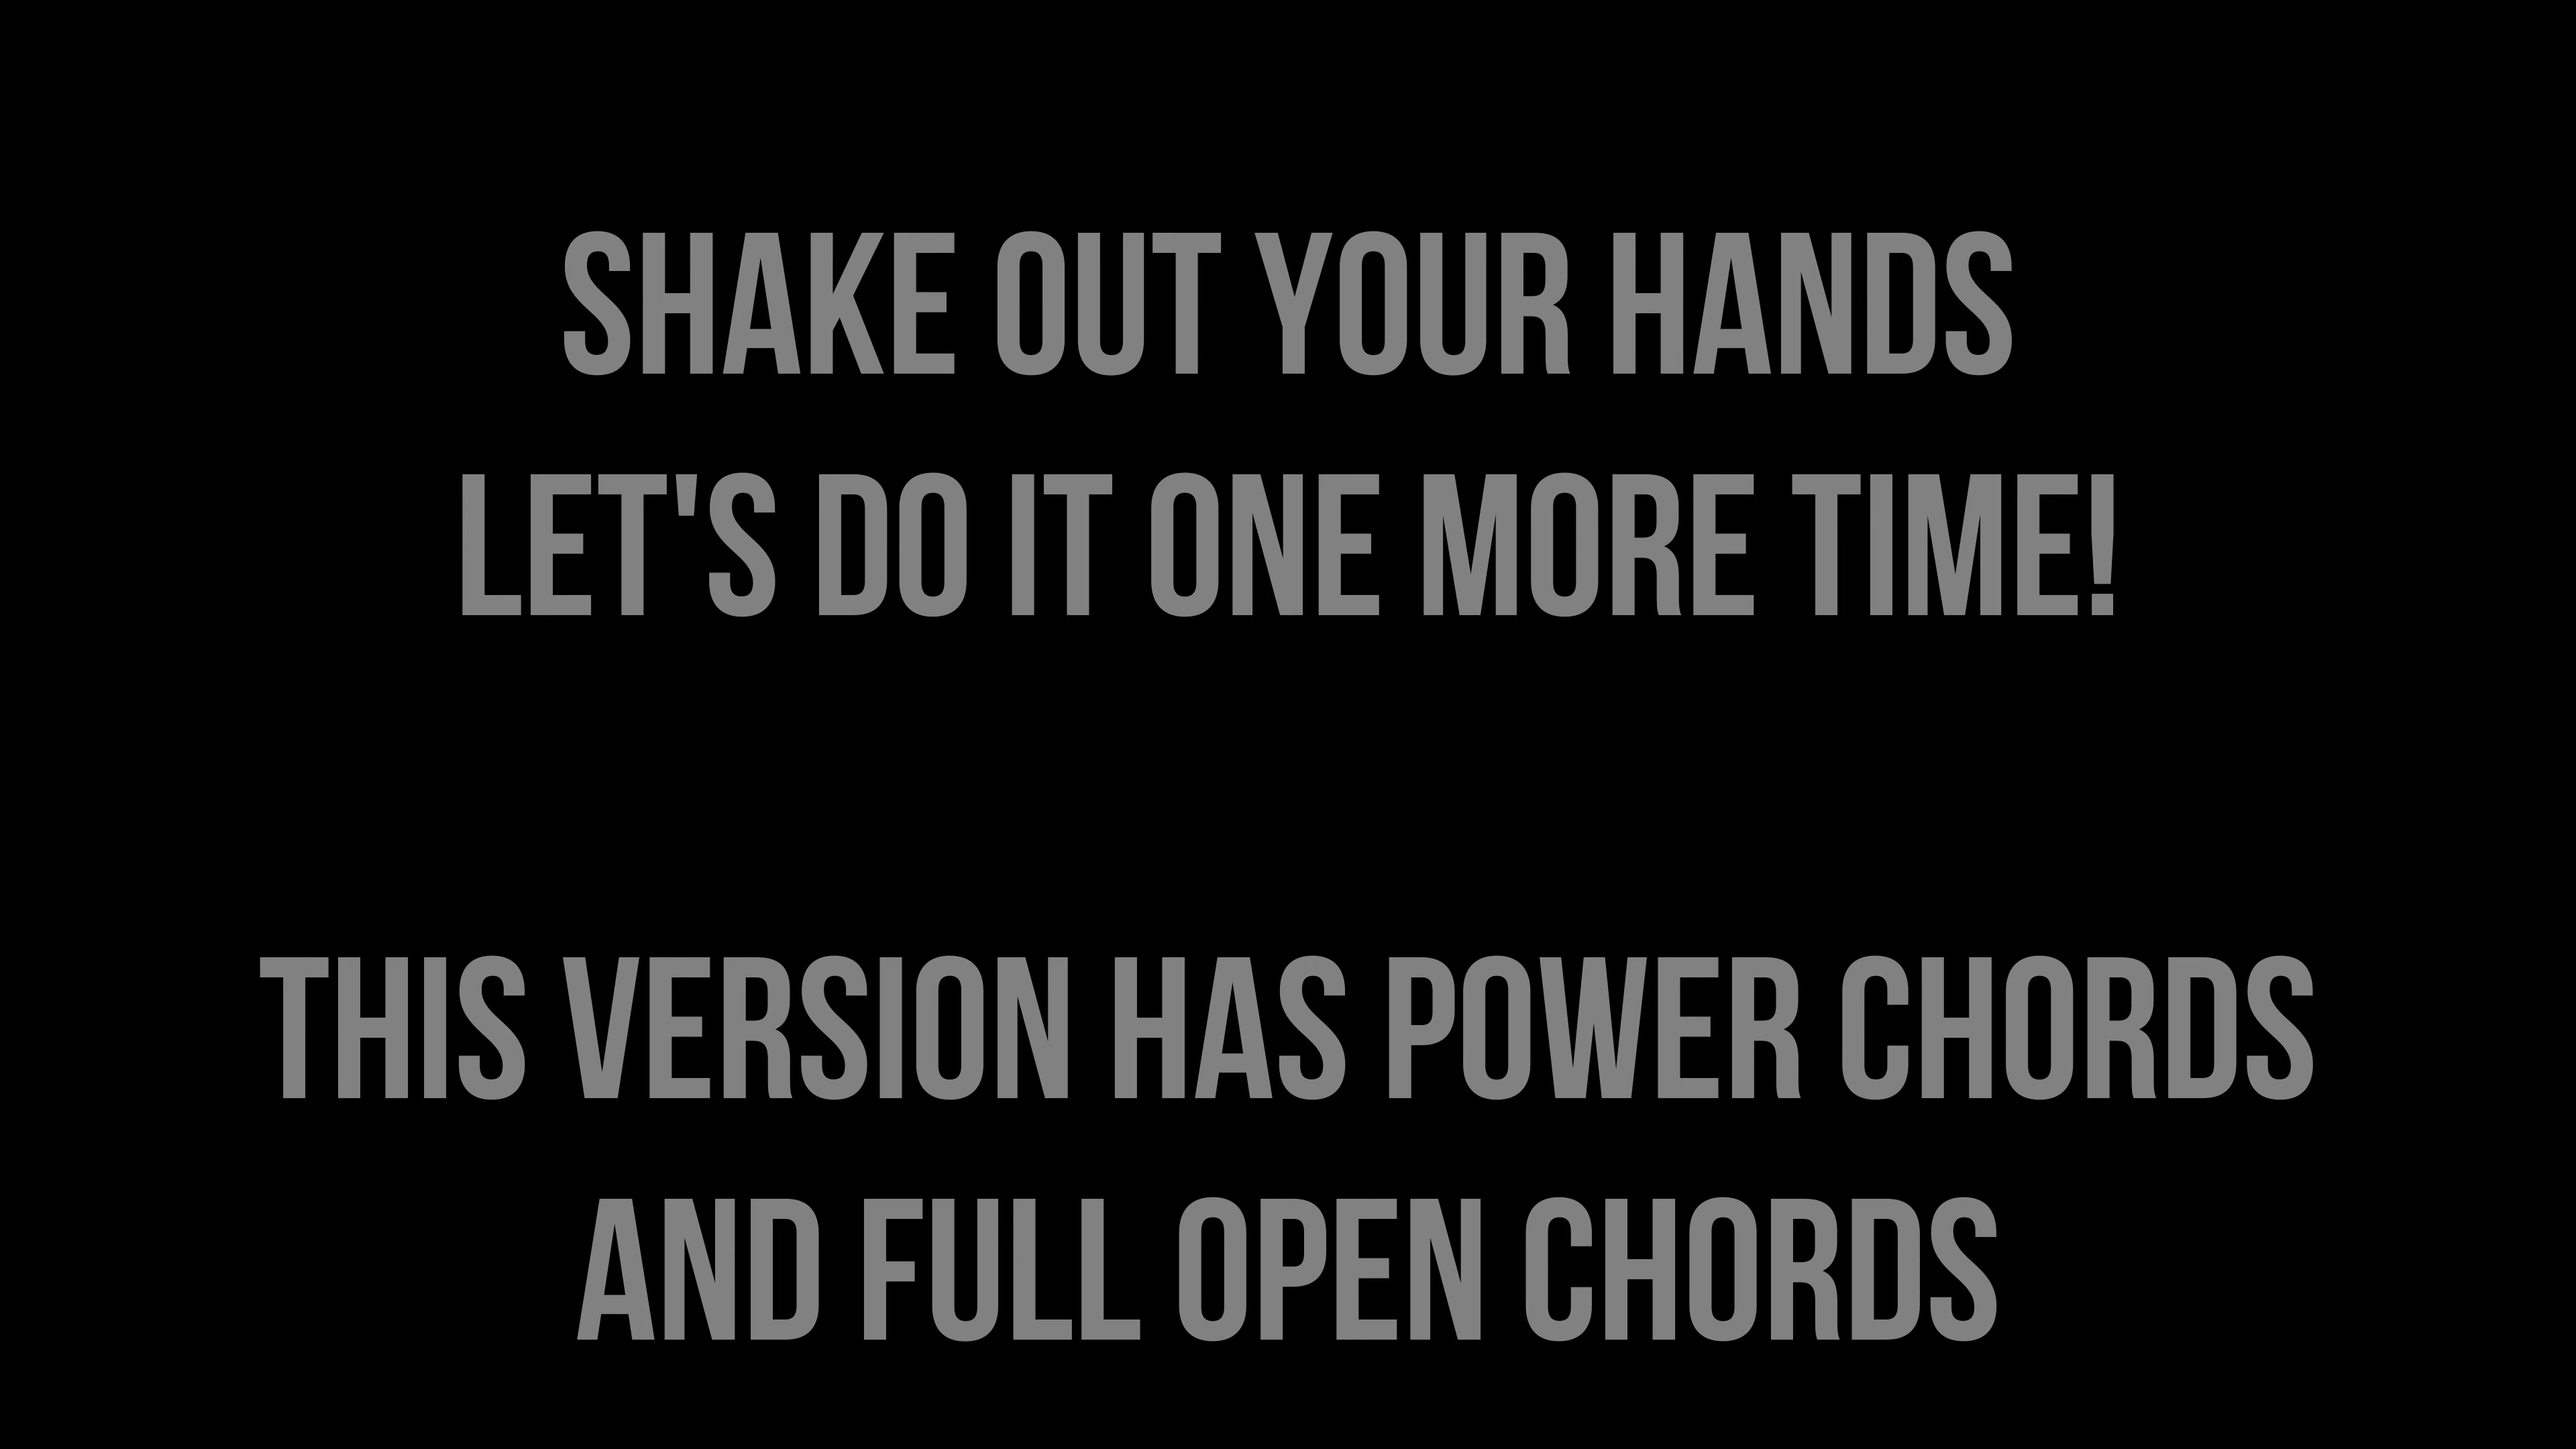 SHAKE OUT YOUR HANDS
LET'S DO IT ONE MORE TIME!
THIS VERSION HAS POWER CHORDS
AND FULL OPEN CHORDS